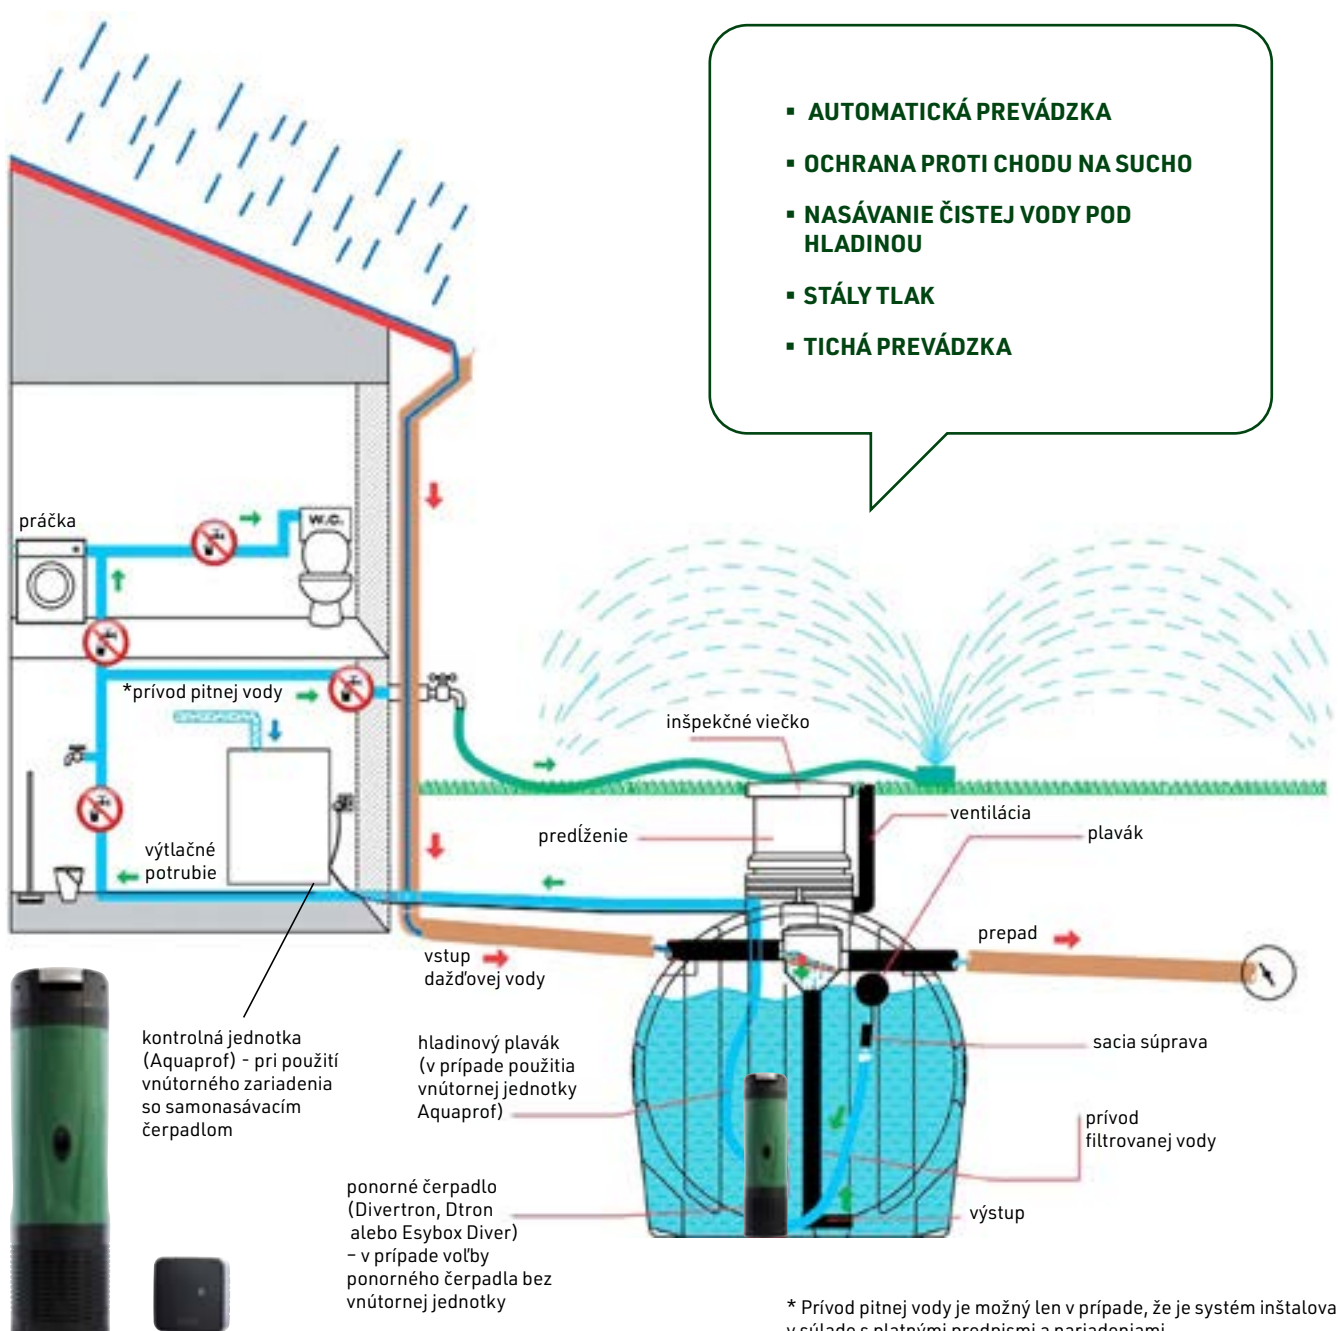 ▪ AUTOMATICKÁ PREVÁDZKA
▪ OCHRANA PROTI CHODU NA SUCHO
▪ NASÁVANIE ČISTEJ VODY POD
HLADINOU
▪ STÁLY TLAK
▪ TICHÁ PREVÁDZKA
práčka
W.C.
*prívod pitnej vody
inšpekčné viečko
ventilácia
predĺženie
plavák
výtlačné
potrubie
prepad
vstup
dažďovej vody
kontrolná jednotka
(Aquaprof) - pri použití
vnútorného zariadenia
so samonasávacím
čerpadlom
hladinový plavák
(v prípade použitia
vnútornej jednotky
Aquaprof)
sacia súprava
prívod
filtrovanej vody
ponorné čerpadlo
(Divertron, Dtron
alebo Esybox Diver)
– v prípade voľby
ponorného čerpadla bez
vnútornej jednotky
výstup
* Prívod pitnej vody je možný len v prípade, že je systém inštalova
v súlade s platnými predpismi a nariadeniami